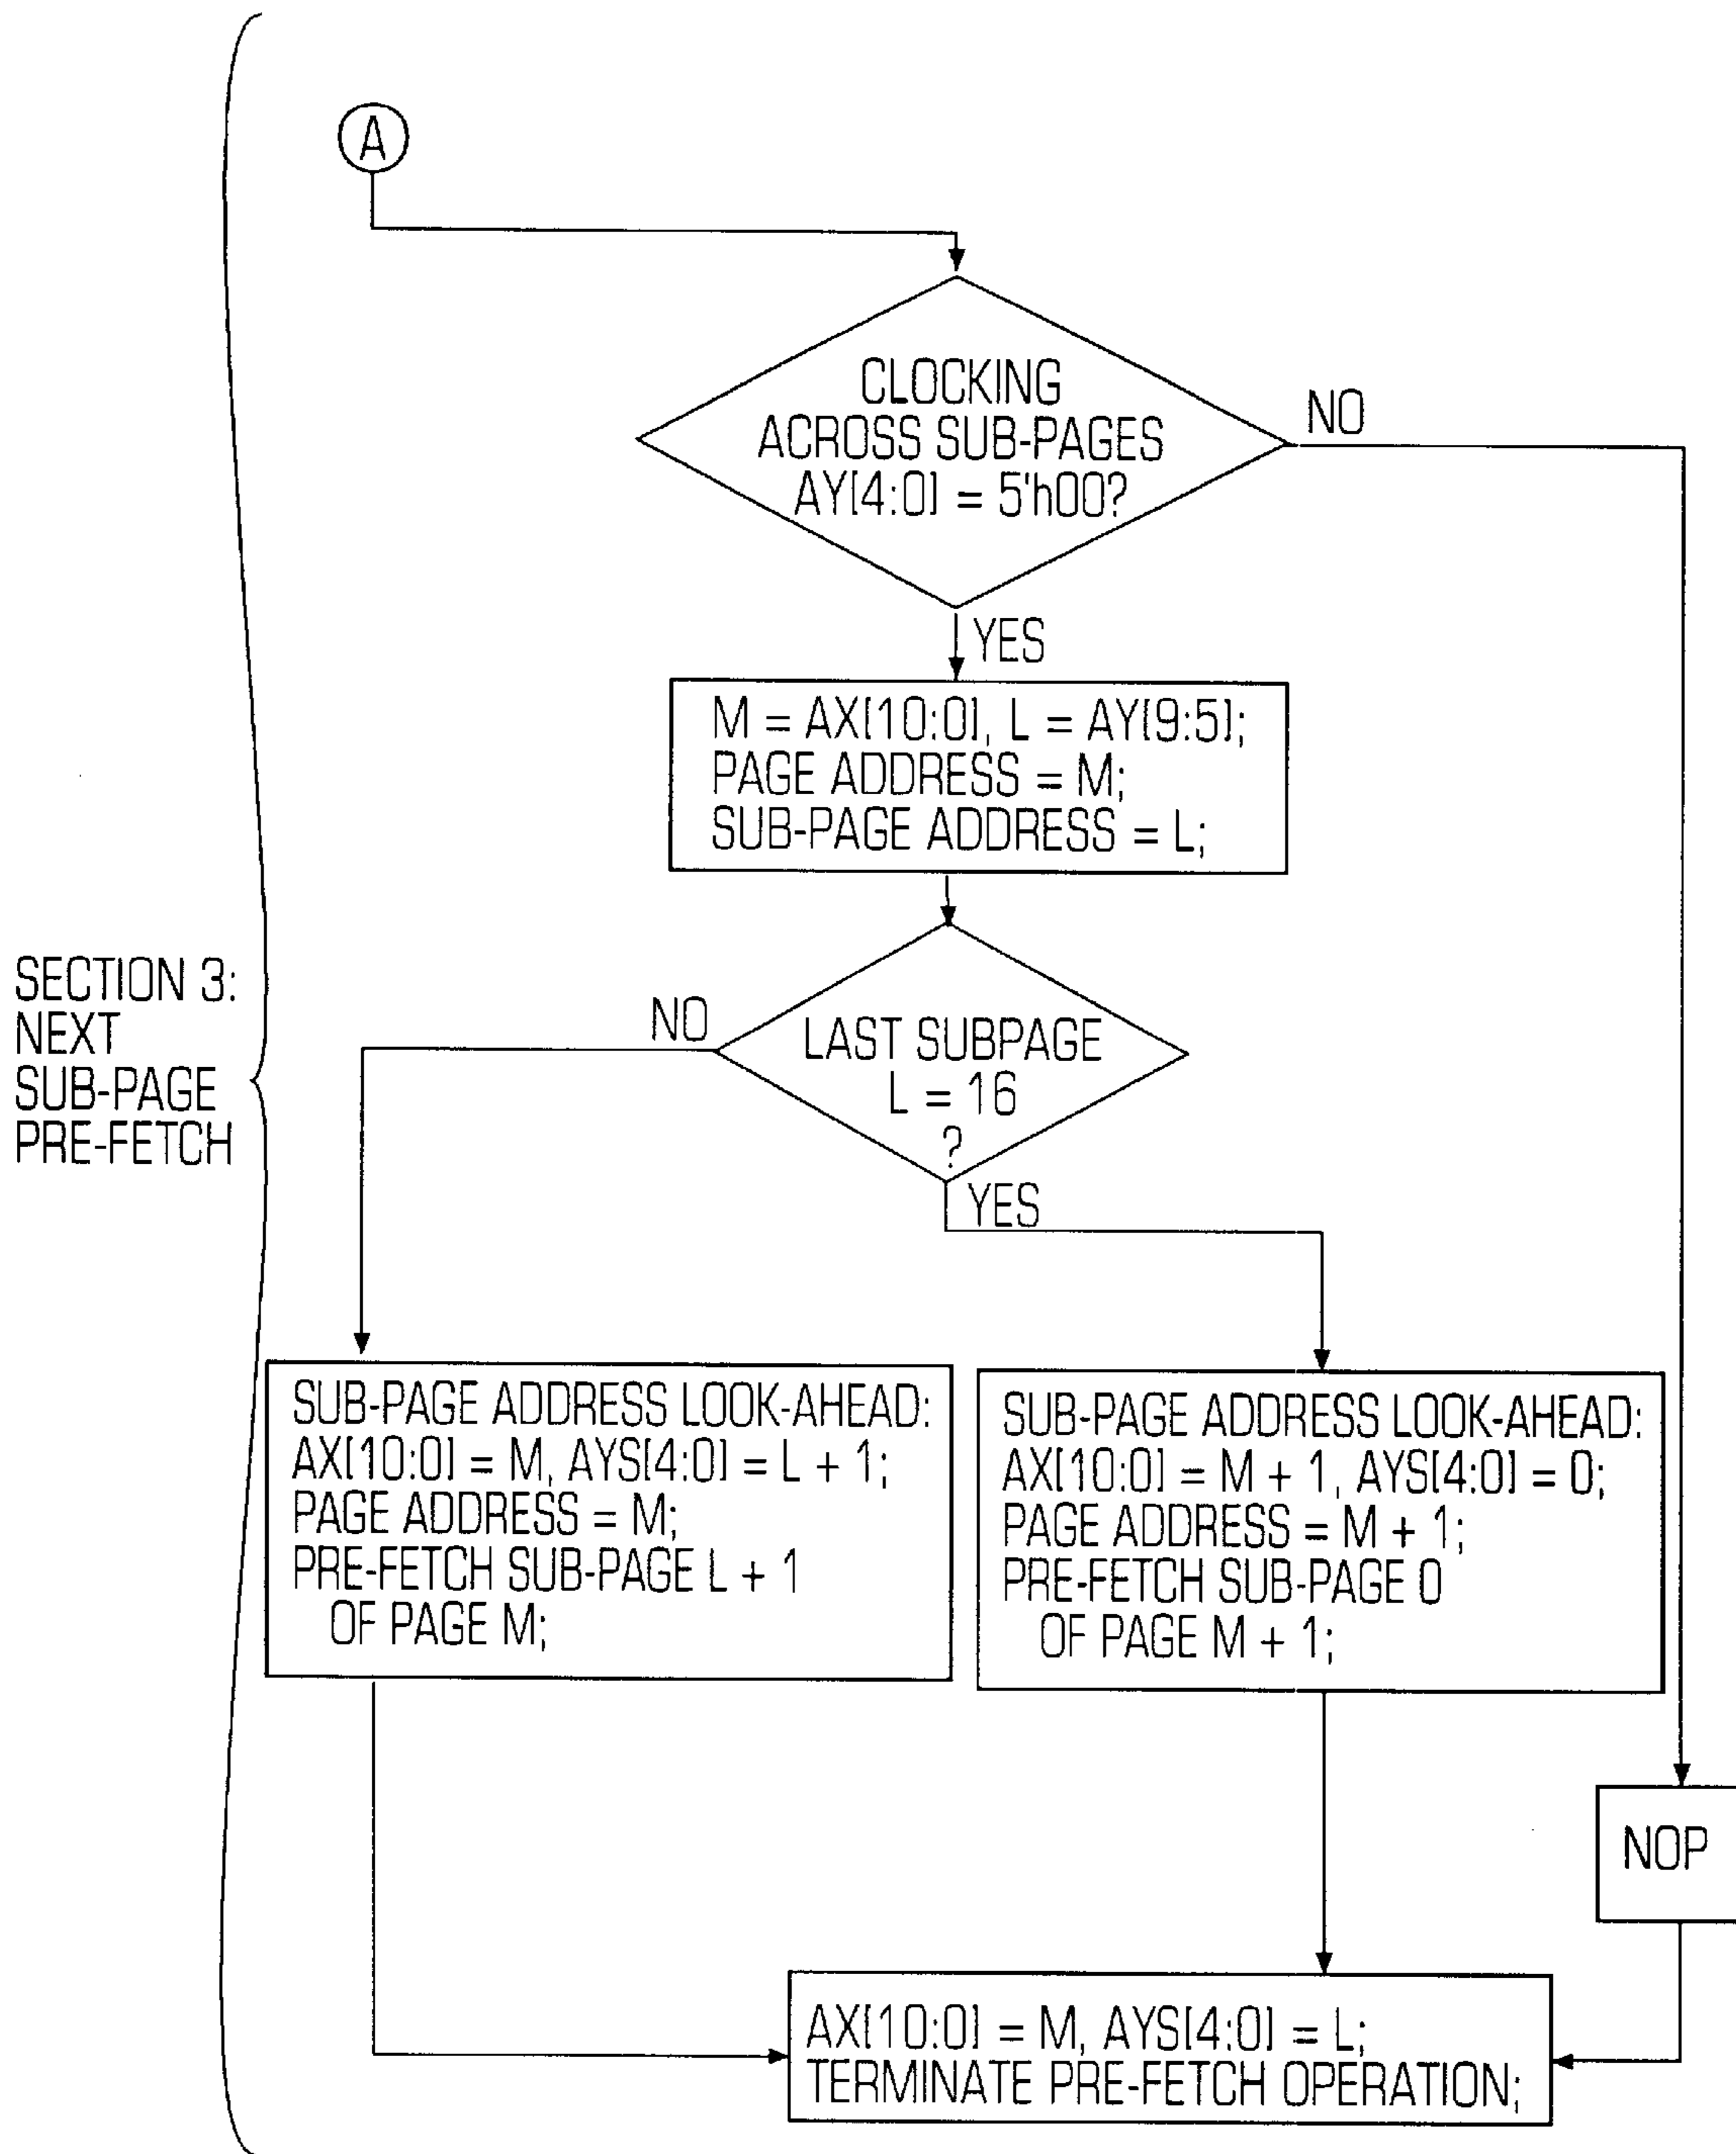 A
CLOCKING
ACROSS SUB-PAGES
AY[4:0] = 5'h00?
NO
YES
M = AX[10:0], L = AY[9:5];
PAGE ADDRESS = M;
SUB-PAGE ADDRESS = L;
SECTION 3:
NEXT
SUB-PAGE
PRE-FETCH
NO
LAST SUBPAGE
L = 16
?
YES
SUB-PAGE ADDRESS LOOK-AHEAD:
AX[10:0] = M, AYS[4:0] = L + 1;
PAGE ADDRESS = M;
PRE-FETCH SUB-PAGE L + 1
OF PAGE M;
SUB-PAGE ADDRESS LOOK-AHEAD:
AX[10:0] = M + 1, AYS[4:0] = 0;
PAGE ADDRESS = M + 1;
PRE-FETCH SUB-PAGE 0
OF PAGE M + 1;
NOP
AX[10:0] = M, AYS[4:0] = L;
TERMINATE PRE-FETCH OPERATION;